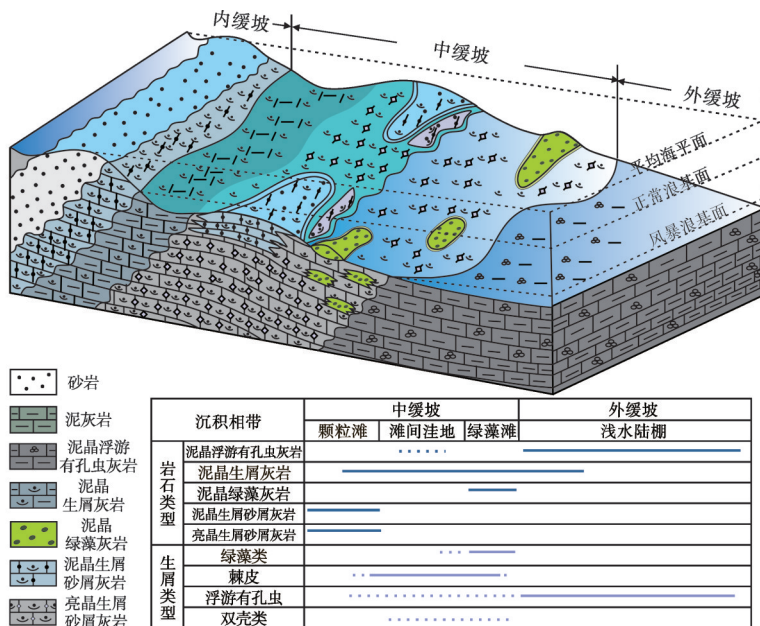 内缓坡
中缓坡
外缓坡
平均海平面
正常浪基面
风暴浪基面
砂岩
泥灰岩
泥晶浮游
有孔虫灰岩
泥晶
生屑灰岩
泥晶
绿藻灰岩
泥晶生屑
砂屑灰岩
亮晶生屑
砂屑灰岩
沉积相带
中缓坡
外缓坡
颗粒滩
滩间洼地
绿藻滩
浅水陆棚
岩石类型
泥晶浮游有孔虫灰岩
泥晶生屑灰岩
泥晶绿藻灰岩
泥晶生屑砂屑灰岩
亮晶生屑砂屑灰岩
生屑类型
绿藻类
棘皮
浮游有孔虫
双壳类